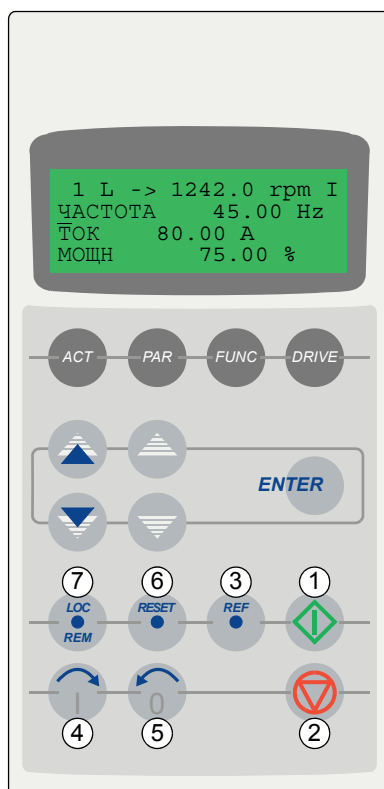 1 L -> 1242.0 rpm I
ЧАСТОТА 45.00 Hz
ТОК 80.00 A
МОЩН 75.00 %
ACT PAR FUNC DRIVE
ENTER
7 6 3 1
LOC RESET REF
REM
I 0
4 5 2